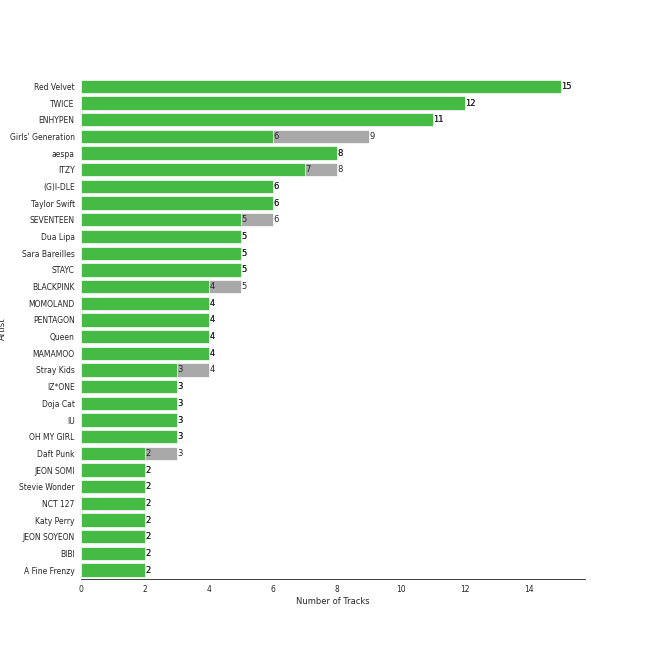 Red Velvet 15
TWICE 12
ENHYPEN 11
Girls' Generation 6 9
aespa 8
ITZY 7 8
(G)I-DLE 6
Taylor Swift 6
SEVENTEEN 5 6
Dua Lipa 5
Sara Bareilles 5
STAYC 5
BLACKPINK 4 5
MOMOLAND 4
PENTAGON 4
Queen 4
MAMAMOO 4
Stray Kids 3 4
IZ*ONE 3
Doja Cat 3
IU 3
OH MY GIRL 3
Daft Punk 2 3
JEON SOMI 2
Stevie Wonder 2
NCT 127 2
Katy Perry 2
JEON SOYEON 2
BIBI 2
A Fine Frenzy 2
0 2 4 6 8 10 12 14
Number of Tracks
Artist